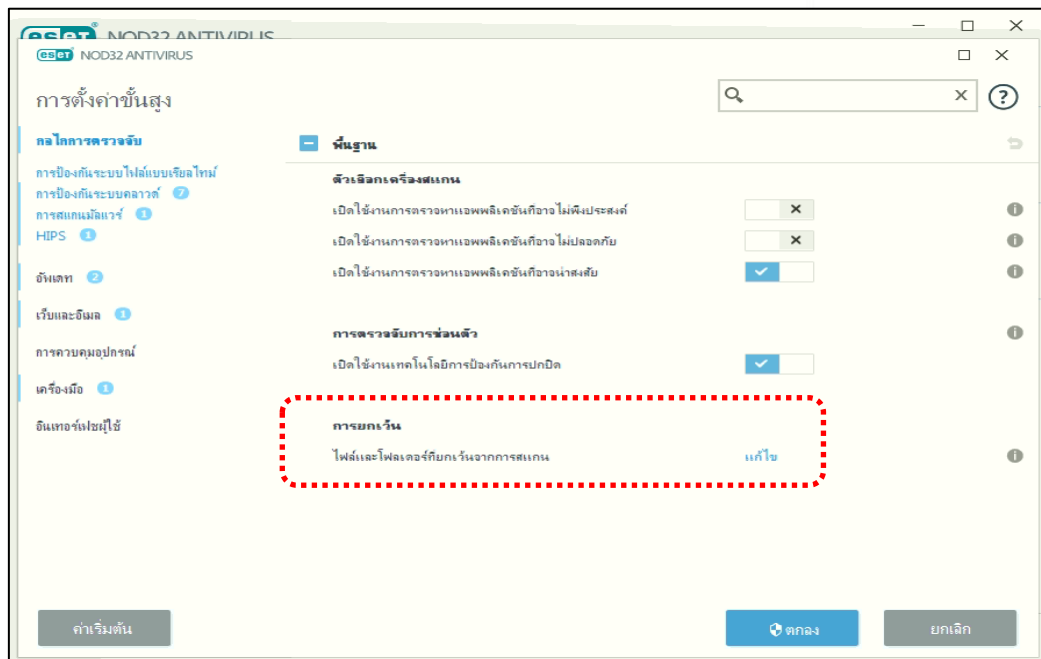 eset NOD32 ANTIVIRUS
eset NOD32 ANTIVIRUS
การตั้งค่าขั้นสูง
?
กลไกการตรวจจับ
การป้องกันระบบไฟล์แบบเรียลไทม์
การป้องกันระบบคลาวด์ 7
การสแกนมัลแวร์ 1
HIPS 1
อัพเดท 2
เว็บและอีเมล 1
การควบคุมอุปกรณ์
เครื่องมือ 1
อินเทอร์เฟซผู้ใช้
พื้นฐาน
ตัวเลือกเครื่องสแกน
เปิดใช้งานการตรวจหาแอพพลิเคชันที่อาจไม่พึงประสงค์
เปิดใช้งานการตรวจหาแอพพลิเคชันที่อาจไม่ปลอดภัย
เปิดใช้งานการตรวจหาแอพพลิเคชันที่อาจน่าสงสัย
การตรวจจับการซ่อนตัว
เปิดใช้งานเทคโนโลยีการป้องกันการปกปิด
การยกเว้น
ไฟล์และโฟลเดอร์ที่ยกเว้นจากการสแกน แก้ไข
ค่าเริ่มต้น
ตกลง
ยกเลิก